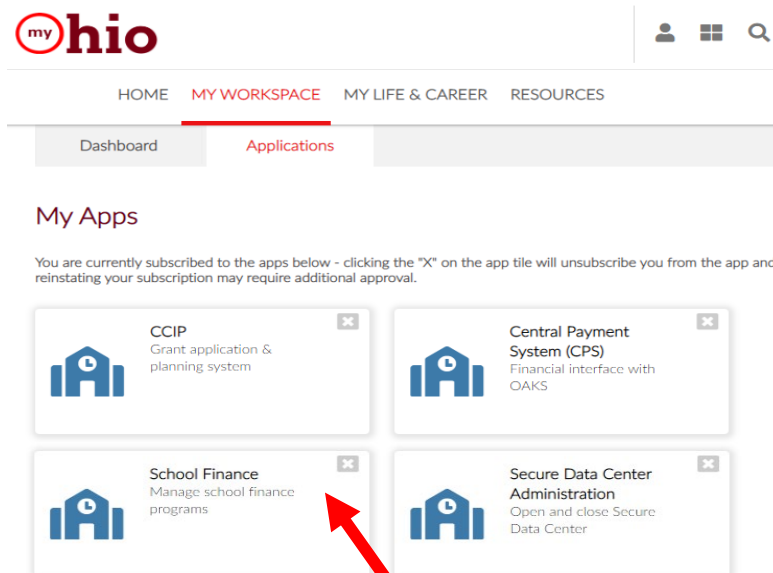 my Ohio
HOME MY WORKSPACE MY LIFE & CAREER RESOURCES
Dashboard Applications
My Apps
You are currently subscribed to the apps below - clicking the "X" on the app tile will unsubscribe you from the app and
reinstating your subscription may require additional approval.
CCIP
Grant application &
planning system
Central Payment
System (CPS)
Financial interface with
OAKS
School Finance
Manage school finance
programs
Secure Data Center
Administration
Open and close Secure
Data Center